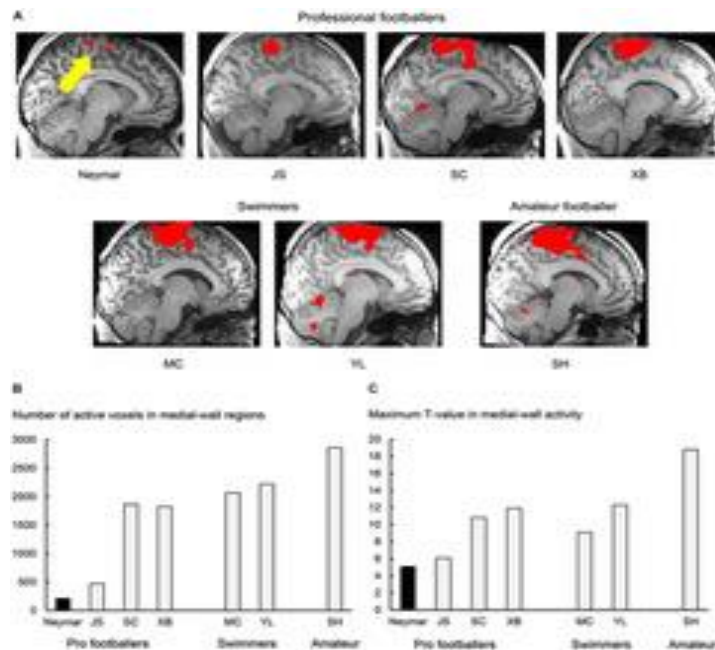 A
Professional footballers
Neymar JS SC XB
Swimmers Amateur footballer
MC YL SH
B
Number of active voxels in medial-wall regions
3000
2500
2000
1500
1000
500
0
Neymar JS SC XB MC YL SH
Pro footballers Swimmers Amateur
C
Maximum T-value in medial-wall activity
20
18
16
14
12
10
8
6
4
2
0
Neymar JS SC XB MC YL SH
Pro footballers Swimmers Amateur